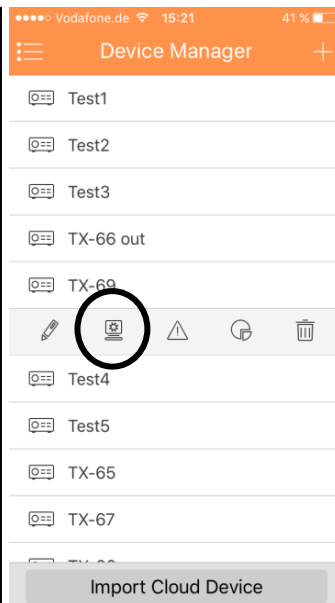 Vodafone.de 15:21 41 %
Device Manager
Test1
Test2
Test3
TX-66 out
TX-69
Test4
Test5
TX-65
TX-67
Import Cloud Device